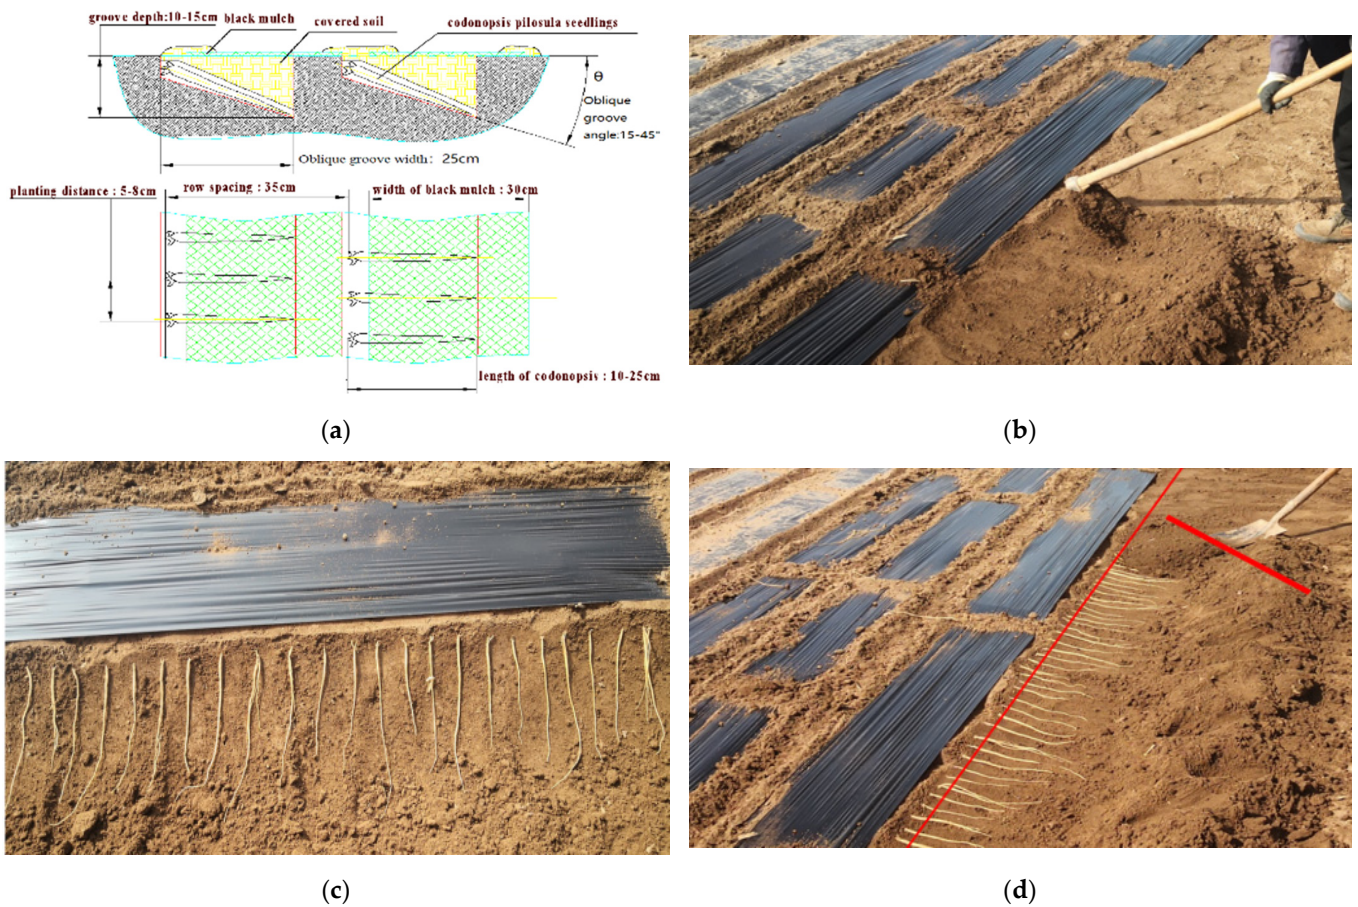 groove depth:10-15cm
black mulch
covered soil
codonopsis pilosula seedlings
θ
Oblique
groove
angle:15-45°
Oblique groove width: 25cm
planting distance : 5-8cm
row spacing : 35cm
width of black mulch : 30cm
length of codonopsis : 10-25cm
(a)
(b)
(c)
(d)